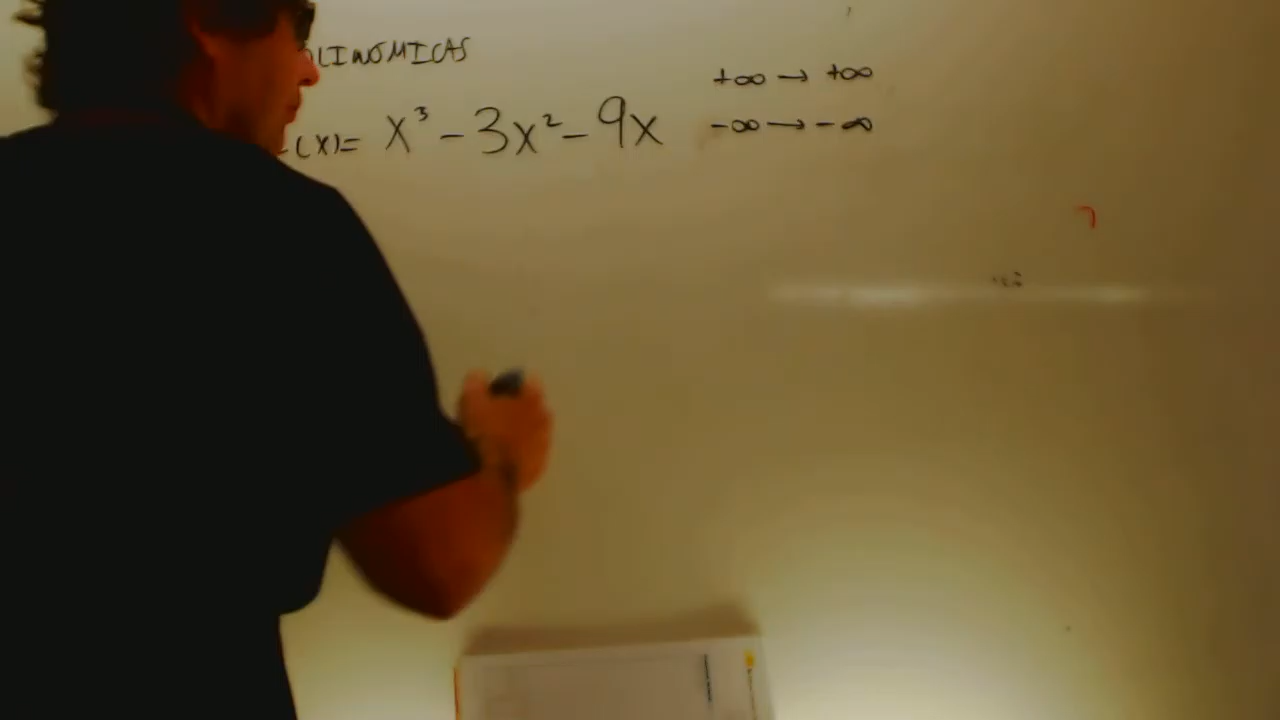 LINOMICAS
(x)= x³ - 3x² - 9x
+∞ → +∞
-∞ → -∞